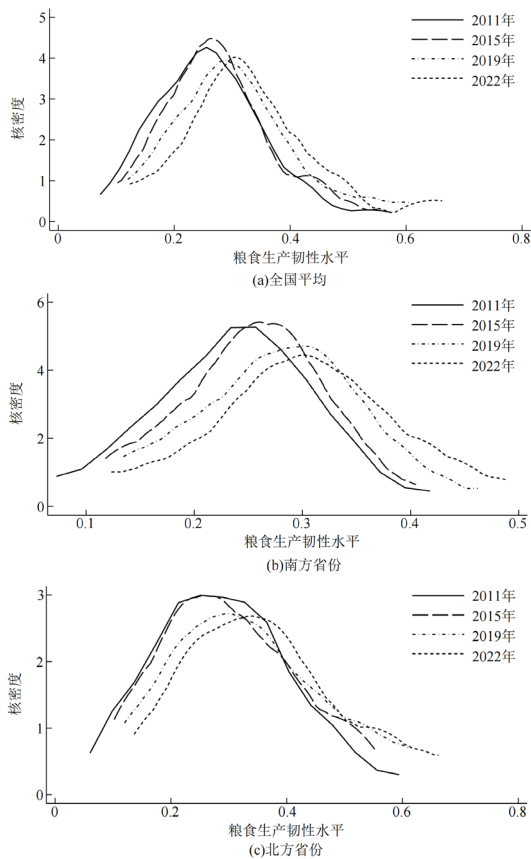 2011年
2015年
2019年
2022年
5
4
3
2
1
0
核密度
0 0.2 0.4 0.6 0.8
粮食生产韧性水平
(a)全国平均
2011年
2015年
2019年
2022年
6
4
2
0
核密度
0.1 0.2 0.3 0.4 0.5
粮食生产韧性水平
(b)南方省份
2011年
2015年
2019年
2022年
3
2
1
0
核密度
0 0.2 0.4 0.6 0.8
粮食生产韧性水平
(c)北方省份